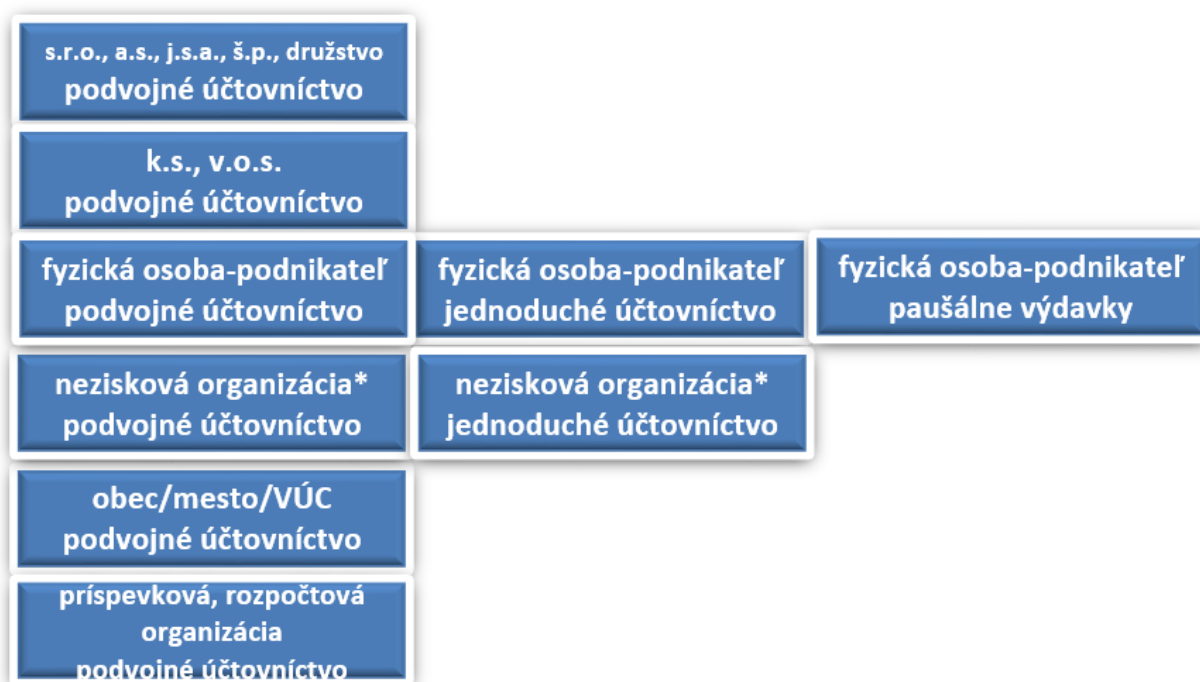 s.r.o., a.s., j.s.a., š.p., družstvo
podvojné účtovníctvo
k.s., v.o.s.
podvojné účtovníctvo
fyzická osoba-podnikateľ
podvojné účtovníctvo
fyzická osoba-podnikateľ
jednoduché účtovníctvo
fyzická osoba-podnikateľ
paušálne výdavky
nezisková organizácia*
podvojné účtovníctvo
nezisková organizácia*
jednoduché účtovníctvo
obec/mesto/VÚC
podvojné účtovníctvo
príspevková, rozpočtová
organizácia
podvojné účtovníctvo